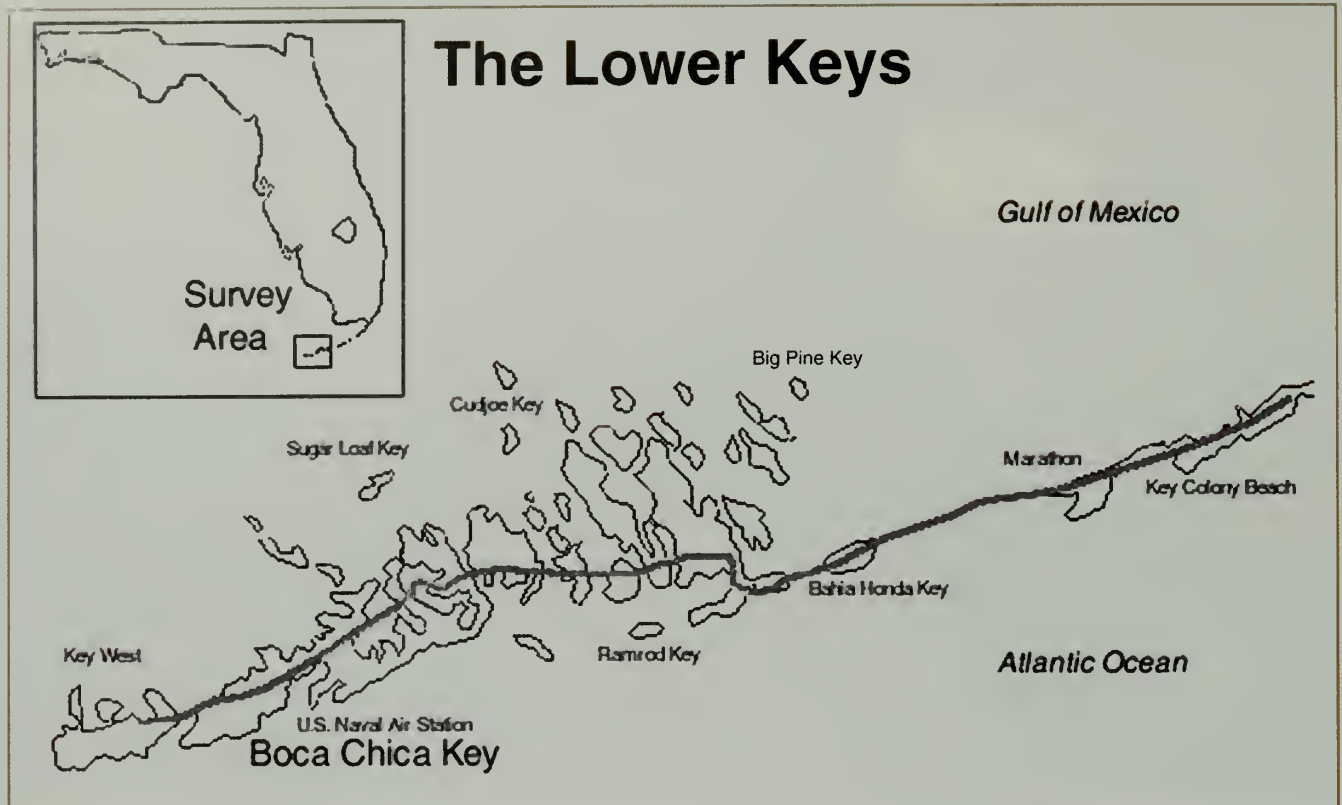 The Lower Keys
Survey
Area
Gulf of Mexico
Big Pine Key
Cudjoe Key
Sugar Loaf Key
Marathon
Key Colony Beach
Bahia Honda Key
Key West
Ramrod Key
Atlantic Ocean
U.S. Naval Air Station
Boca Chica Key